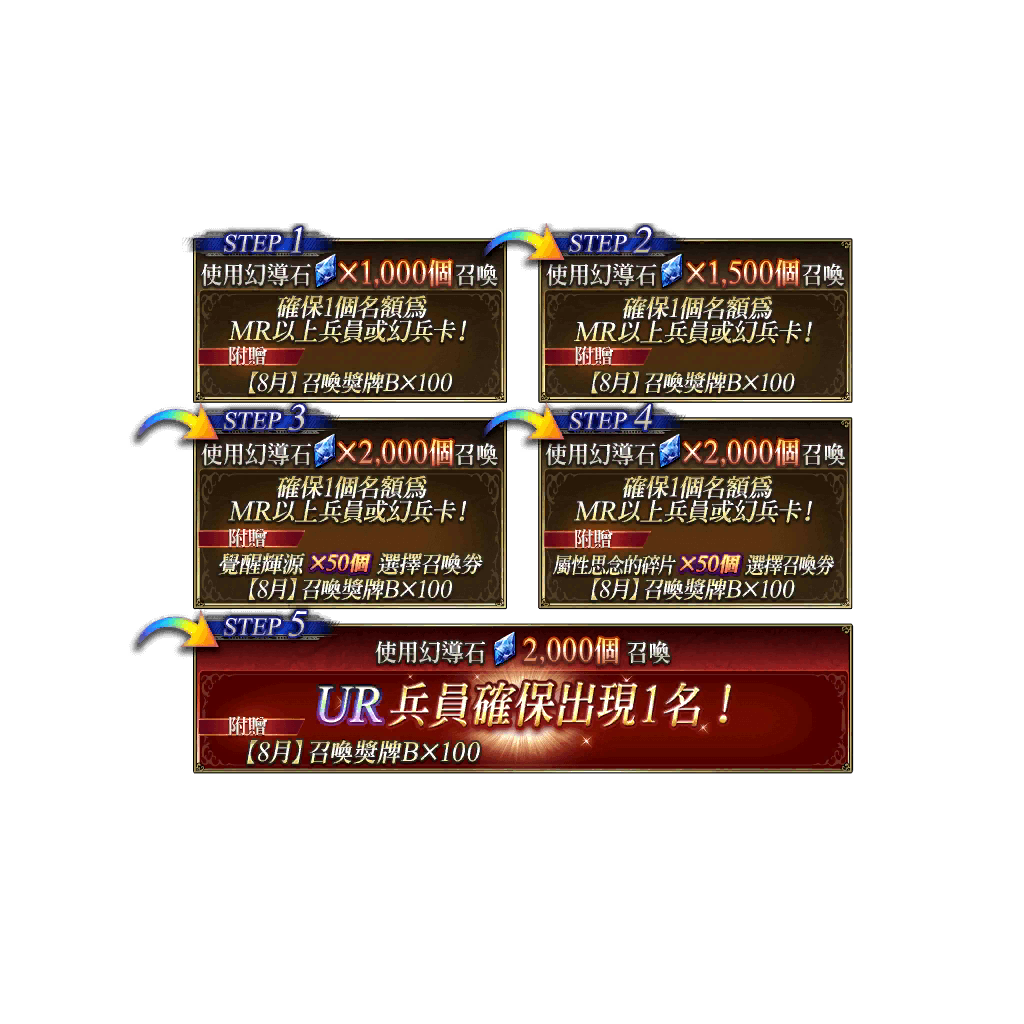 STEP 1
使用幻導石×1,000個召喚
確保1個名額爲
MR以上兵員或幻兵卡!
附贈
【8月】召喚獎牌B×100
STEP 2
使用幻導石×1,500個召喚
確保1個名額爲
MR以上兵員或幻兵卡!
附贈
【8月】召喚獎牌B×100
STEP 3
使用幻導石×2,000個召喚
確保1個名額爲
MR以上兵員或幻兵卡!
附贈
覺醒輝源 ×50個 選擇召喚券
【8月】召喚獎牌B×100
STEP 4
使用幻導石×2,000個召喚
確保1個名額爲
MR以上兵員或幻兵卡!
附贈
屬性思念的碎片 ×50個 選擇召喚券
【8月】召喚獎牌B×100
STEP 5
使用幻導石 2,000個 召喚
UR 兵員確保出現1名!
附贈
【8月】召喚獎牌B×100